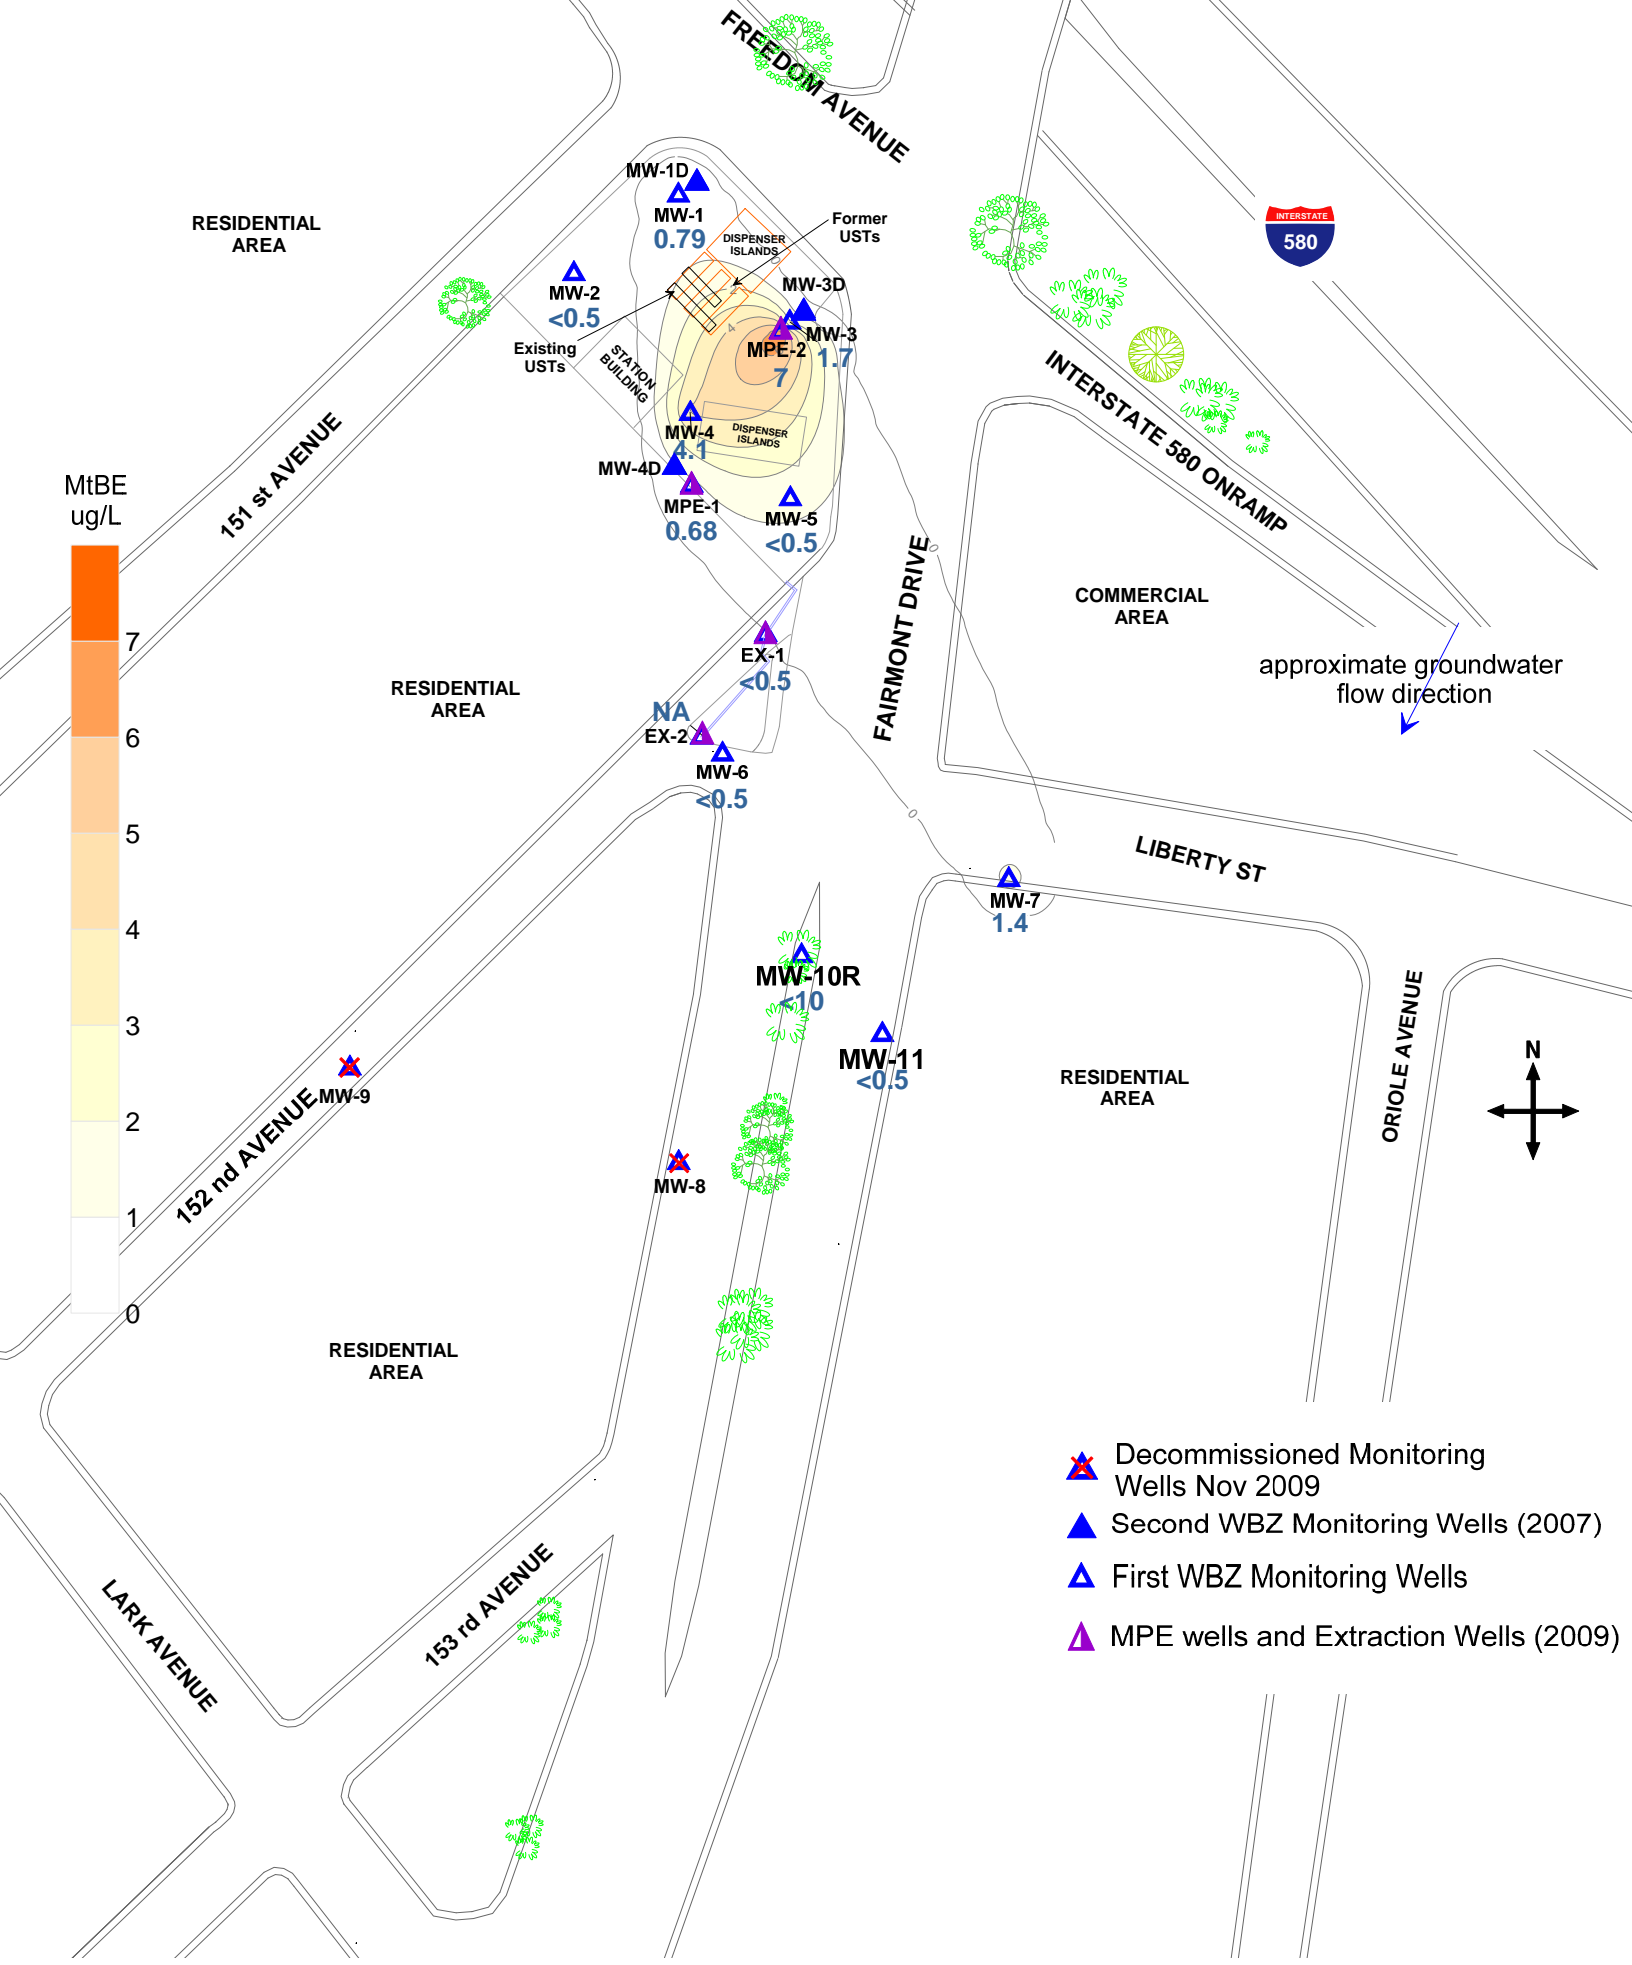 FREEDOM AVENUE
MW-1D
MW-1
0.79
RESIDENTIAL
AREA
Former
USTs
DISPENSER
ISLANDS
0
INTERSTATE
580
MW-2
<0.5
MW-3D
2
4
MW-3
1.7
MPE-2
7
Existing
USTs
STATION
BUILDING
INTERSTATE 580 ONRAMP
MW-4
4.1
DISPENSER
ISLANDS
MW-4D
MPE-1
0.68
MW-5
<0.5
151 st AVENUE
MtBE
ug/L
7
6
5
4
3
2
1
0
0
FAIRMONT DRIVE
COMMERCIAL
AREA
EX-1
<0.5
approximate groundwater
flow direction
RESIDENTIAL
AREA
NA
EX-2
MW-6
<0.5
0
LIBERTY ST
MW-7
1.4
MW-10R
<10
MW-11
<0.5
ORIOLE AVENUE
RESIDENTIAL
AREA
N
MW-9
152 nd AVENUE
MW-8
RESIDENTIAL
AREA
Decommissioned Monitoring
Wells Nov 2009
Second WBZ Monitoring Wells (2007)
First WBZ Monitoring Wells
MPE wells and Extraction Wells (2009)
LARK AVENUE
153 rd AVENUE